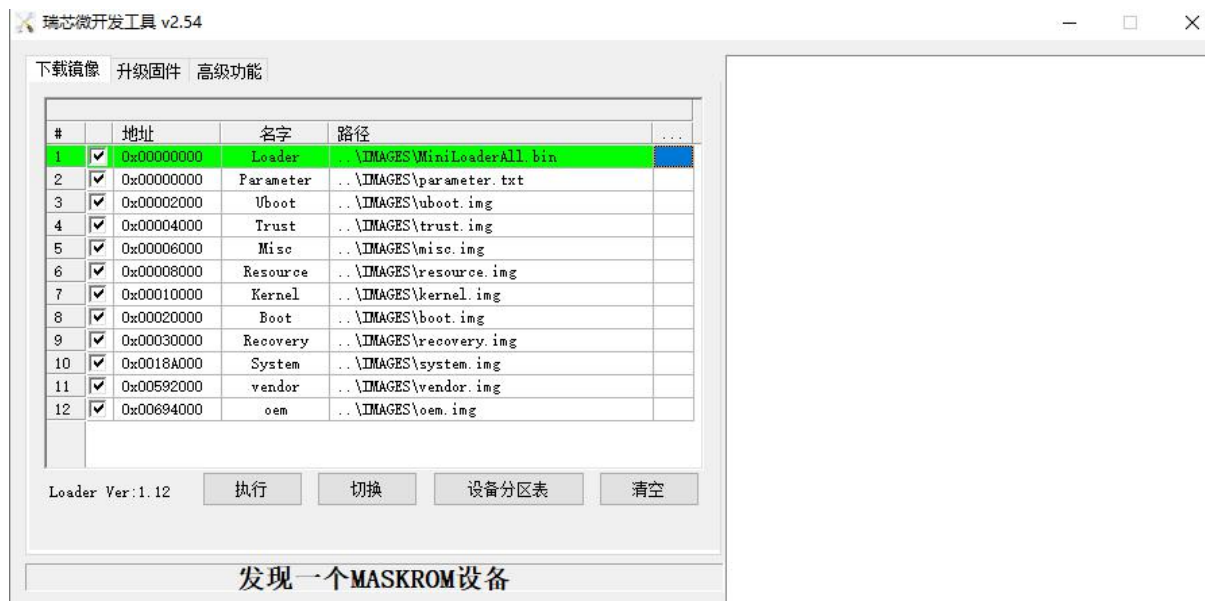 瑞芯微开发工具 v2.54
下载镜像 升级固件 高级功能
# 地址 名字 路径 ...
1 0x00000000 Loader ..\IMAGES\MiniLoaderAll.bin
2 0x00000000 Parameter ..\IMAGES\parameter.txt
3 0x00002000 Uboot ..\IMAGES\uboot.img
4 0x00004000 Trust ..\IMAGES\trust.img
5 0x00006000 Misc ..\IMAGES\misc.img
6 0x00008000 Resource ..\IMAGES\resource.img
7 0x00010000 Kernel ..\IMAGES\kernel.img
8 0x00020000 Boot ..\IMAGES\boot.img
9 0x00030000 Recovery ..\IMAGES\recovery.img
10 0x0018A000 System ..\IMAGES\system.img
11 0x00592000 vendor ..\IMAGES\vendor.img
12 0x00694000 oem ..\IMAGES\oem.img
Loader Ver:1.12 执行 切换 设备分区表 清空
发现一个MASKROM设备